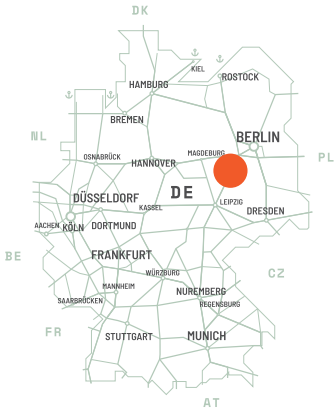 DK
KIEL
ROSTOCK
HAMBURG
BREMEN
NL
BERLIN
OSNABRÜCK
HANNOVER
MAGDEBURG
PL
DE
DÜSSELDORF
KASSEL
LEIPZIG
DRESDEN
AACHEN
KÖLN
DORTMUND
BE
FRANKFURT
CZ
WÜRZBURG
MANNHEIM
NUREMBERG
SAARBRÜCKEN
REGENSBURG
FR
STUTTGART
MUNICH
AT